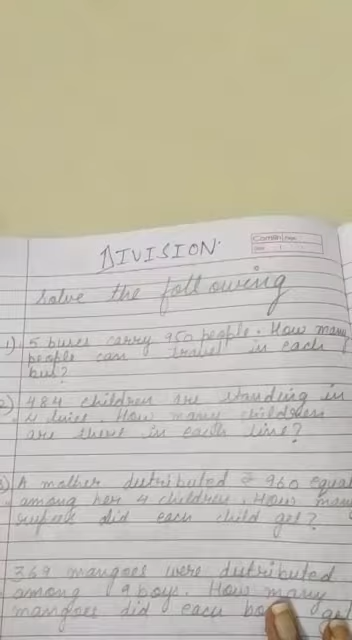 DIVISION
Solve the following
1) 5 buses carry 950 people. How many
people can travel in each
bus?
2) 484 children are standing in
4 lines. How many children
are there in each line?
3) A mother distributed ₹ 960 equal
among her 4 children. How many
rupees did each child get?
369 mangoes were distributed
among 9 boys. How many
mangoes did each get